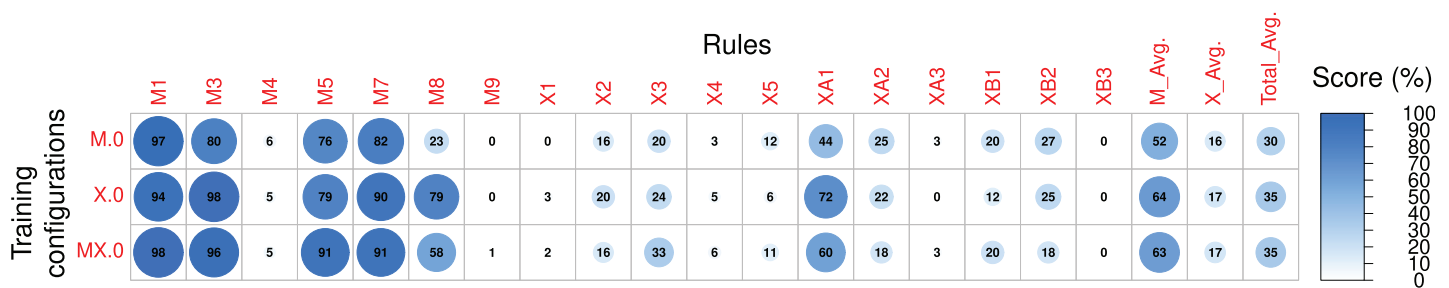 Rules
Score (%)
M1 M3 M4 M5 M7 M8 M9 X1 X2 X3 X4 X5 XA1 XA2 XA3 XB1 XB2 XB3 M_Avg. X_Avg. Total_Avg.
Training
configurations
M.0 97 80 6 76 82 23 0 0 16 20 3 12 44 25 3 20 27 0 52 16 30
X.0 94 98 5 79 90 79 0 3 20 24 5 6 72 22 0 12 25 0 64 17 35
MX.0 98 96 5 91 91 58 1 2 16 33 6 11 60 18 3 20 18 0 63 17 35
100
90
80
70
60
50
40
30
20
10
0